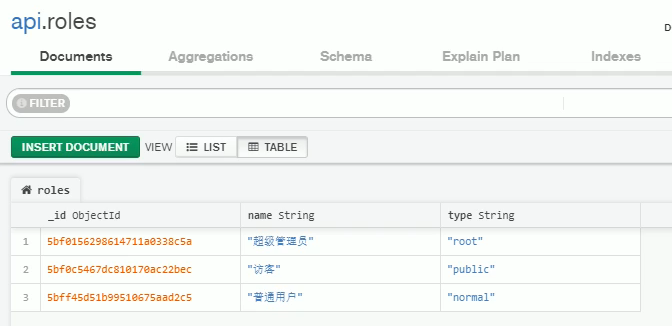 api.roles
D
Documents Aggregations Schema Explain Plan Indexes
FILTER
INSERT DOCUMENT VIEW LIST TABLE
roles
_id ObjectId name String type String
1 5bf0156298614711a0338c5a "超级管理员" "root"
2 5bf0c5467dc810170ac22bec "访客" "public"
3 5bff45d51b99510675aad2c5 "普通用户" "normal"